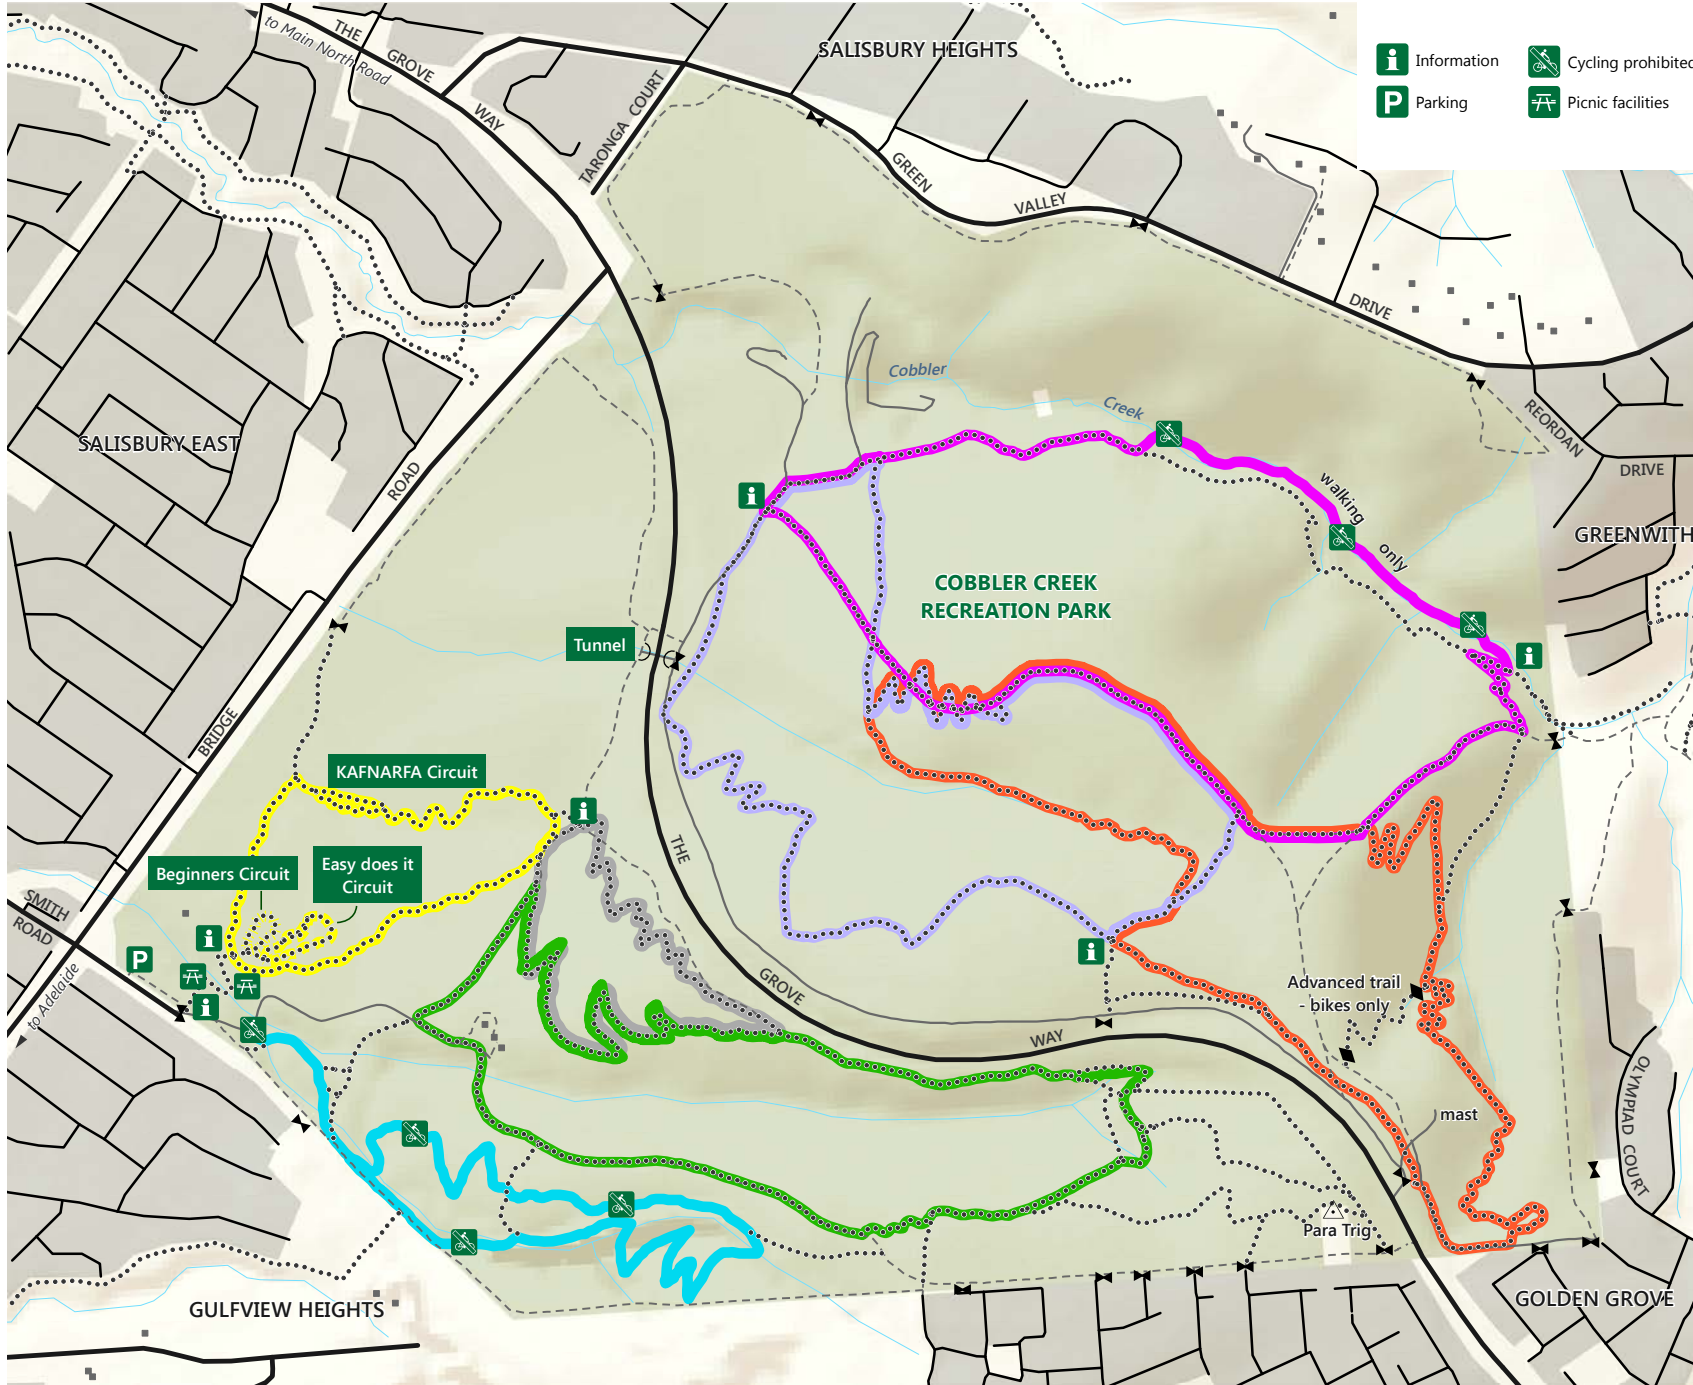 to Main North Road
THE
GROVE
WAY
TARONGA COURT
SALISBURY HEIGHTS
Information
Cycling prohibited
P
Parking
Picnic facilities
GREEN
VALLEY
DRIVE
Cobbler
Creek
REORDAN
DRIVE
SALISBURY EAST
ROAD
walking
only
GREENWITH
COBBLER CREEK
RECREATION PARK
Tunnel
BRIDGE
KAFNARFA Circuit
Beginners Circuit
Easy does it
Circuit
THE
SMITH
ROAD
P
to Adelaide
GROVE
WAY
Advanced trail
- bikes only
mast
OLYMPIAD COURT
Para Trig
GULFVIEW HEIGHTS
GOLDEN GROVE